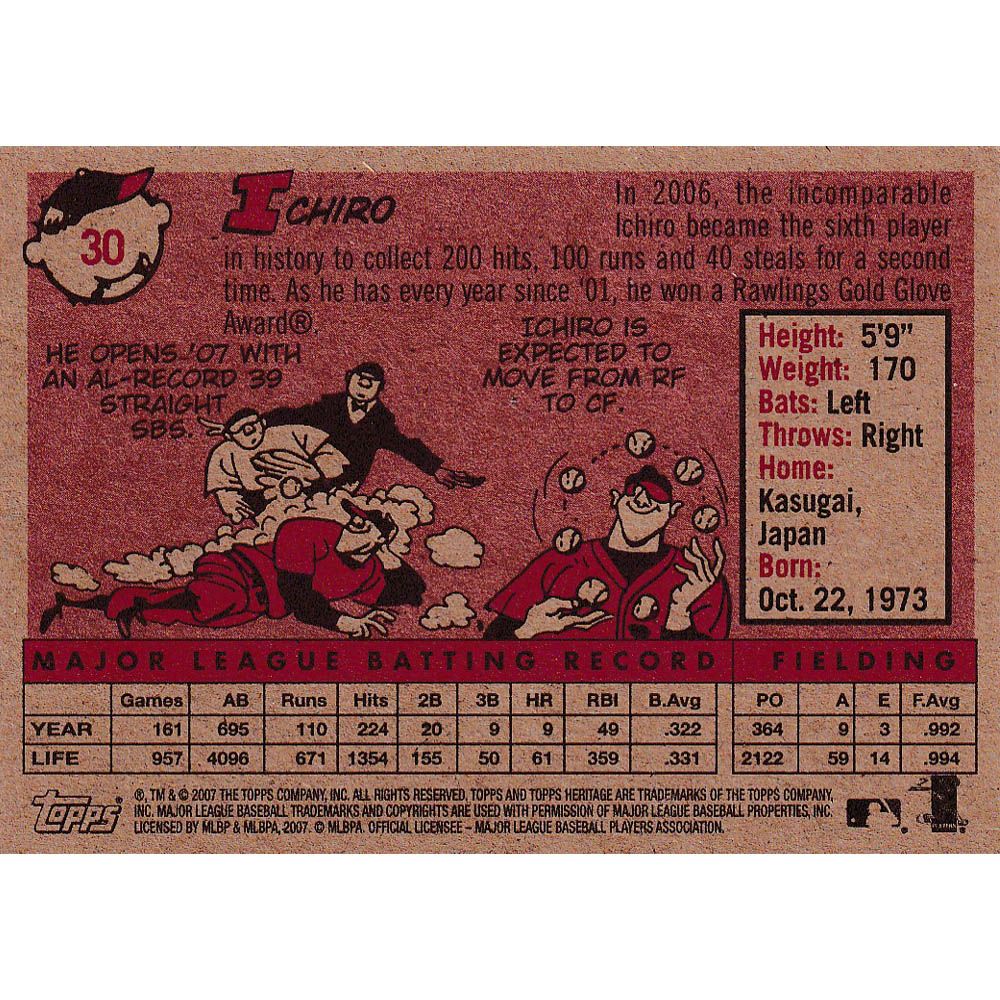 30
ICHIRO
In 2006, the incomparable
Ichiro became the sixth player
in history to collect 200 hits, 100 runs and 40 steals for a second
time. As he has every year since '01, he won a Rawlings Gold Glove
Award®.
HE OPENS '07 WITH
AN AL-RECORD 39
STRAIGHT
SBS.
ICHIRO IS
EXPECTED TO
MOVE FROM RF
TO CF.
Height: 5'9"
Weight: 170
Bats: Left
Throws: Right
Home:
Kasugai,
Japan
Born:
Oct. 22, 1973
MAJOR LEAGUE BATTING RECORD FIELDING
Games AB Runs Hits 2B 3B HR RBI B.Avg PO A E F.Avg
YEAR 161 695 110 224 20 9 9 49 .322 364 9 3 .992
LIFE 957 4096 671 1354 155 50 61 359 .331 2122 59 14 .994
Topps
®, TM & © 2007 THE TOPPS COMPANY, INC. ALL RIGHTS RESERVED, TOPPS AND TOPPS HERITAGE ARE TRADEMARKS OF THE TOPPS COMPANY,
INC. MAJOR LEAGUE BASEBALL TRADEMARKS AND COPYRIGHTS ARE USED WITH PERMISSION OF MAJOR LEAGUE BASEBALL PROPERTIES, INC.
LICENSED BY MLBP & MLBPA, 2007. © MLBPA. OFFICIAL LICENSEE – MAJOR LEAGUE BASEBALL PLAYERS ASSOCIATION.